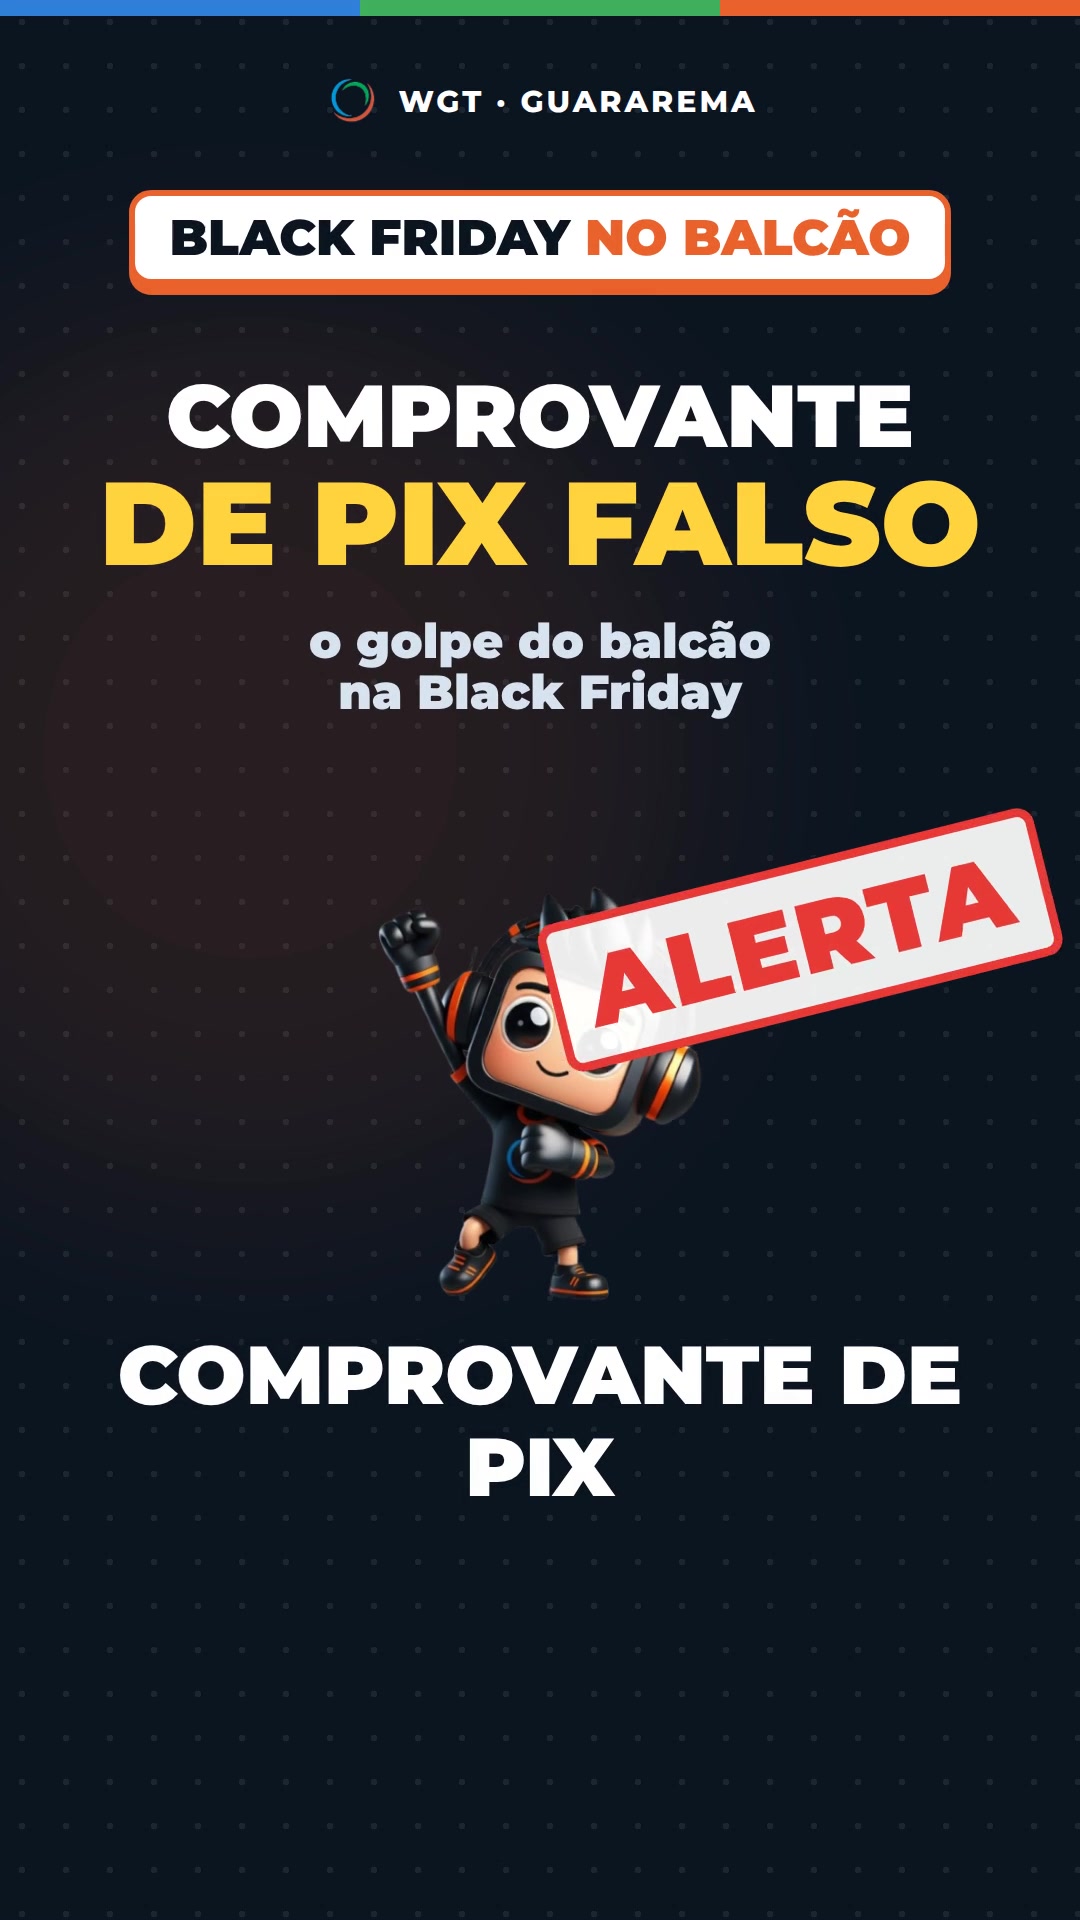 WGT • GUARAREMA
BLACK FRIDAY NO BALCÃO
COMPROVANTE
DE PIX FALSO
o golpe do balcão
na Black Friday
ALERTA
COMPROVANTE DE
PIX